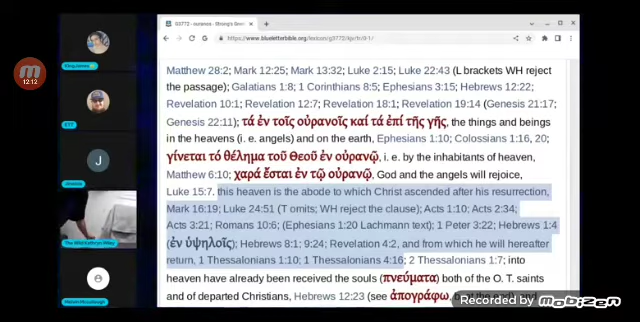 G3772 - ouranos - Strong's Gree
https://www.blueletterbible.org/lexicon/g3772/kjv/tr/0-1/
Matthew 28:2; Mark 12:25; Mark 13:32; Luke 2:15; Luke 22:43 (L brackets WH reject
the passage); Galatians 1:8; 1 Corinthians 8:5; Ephesians 3:15; Hebrews 12:22;
Revelation 10:1; Revelation 12:7; Revelation 18:1; Revelation 19:14 (Genesis 21:17;
Genesis 22:11); τά ἐν τοῖς οὐρανοῖς καί τά ἐπί τῆς γῆς, the things and beings
in the heavens (i. e. angels) and on the earth, Ephesians 1:10; Colossians 1:16, 20;
γίνεται τό θέλημα τοῦ Θεοῦ ἐν οὐρανῷ, i. e. by the inhabitants of heaven,
Matthew 6:10; χαρά ἔσται ἐν τῷ οὐρανῷ, God and the angels will rejoice,
Luke 15:7. this heaven is the abode to which Christ ascended after his resurrection,
Mark 16:19; Luke 24:51 (T omits; WH reject the clause); Acts 1:10; Acts 2:34;
Acts 3:21; Romans 10:6; (Ephesians 1:20 Lachmann text); 1 Peter 3:22; Hebrews 1:4
(ἐν ὑψηλοῖς); Hebrews 8:1; 9:24; Revelation 4:2, and from which he will hereafter
return, 1 Thessalonians 1:10; 1 Thessalonians 4:16; 2 Thessalonians 1:7; into
heaven have already been received the souls (πνεύματα) both of the O. T. saints
and of departed Christians, Hebrews 12:23 (see ἀπογράφω, b. at the end), and
12:12
J
The Wild Kathryn Wiley
Recorded by mobizen